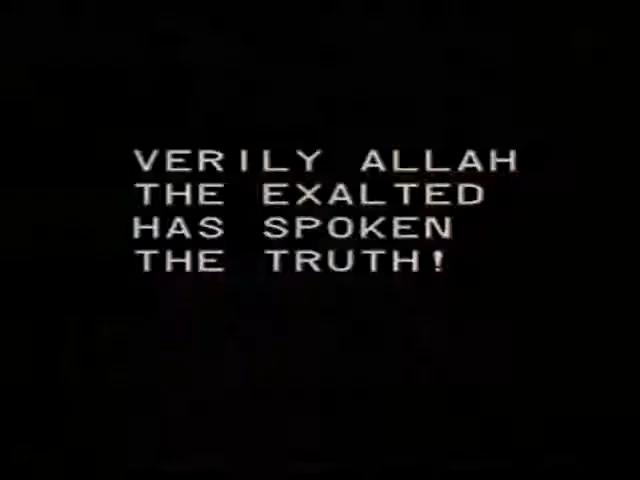 VERILY ALLAH
THE EXALTED
HAS SPOKEN
THE TRUTH!